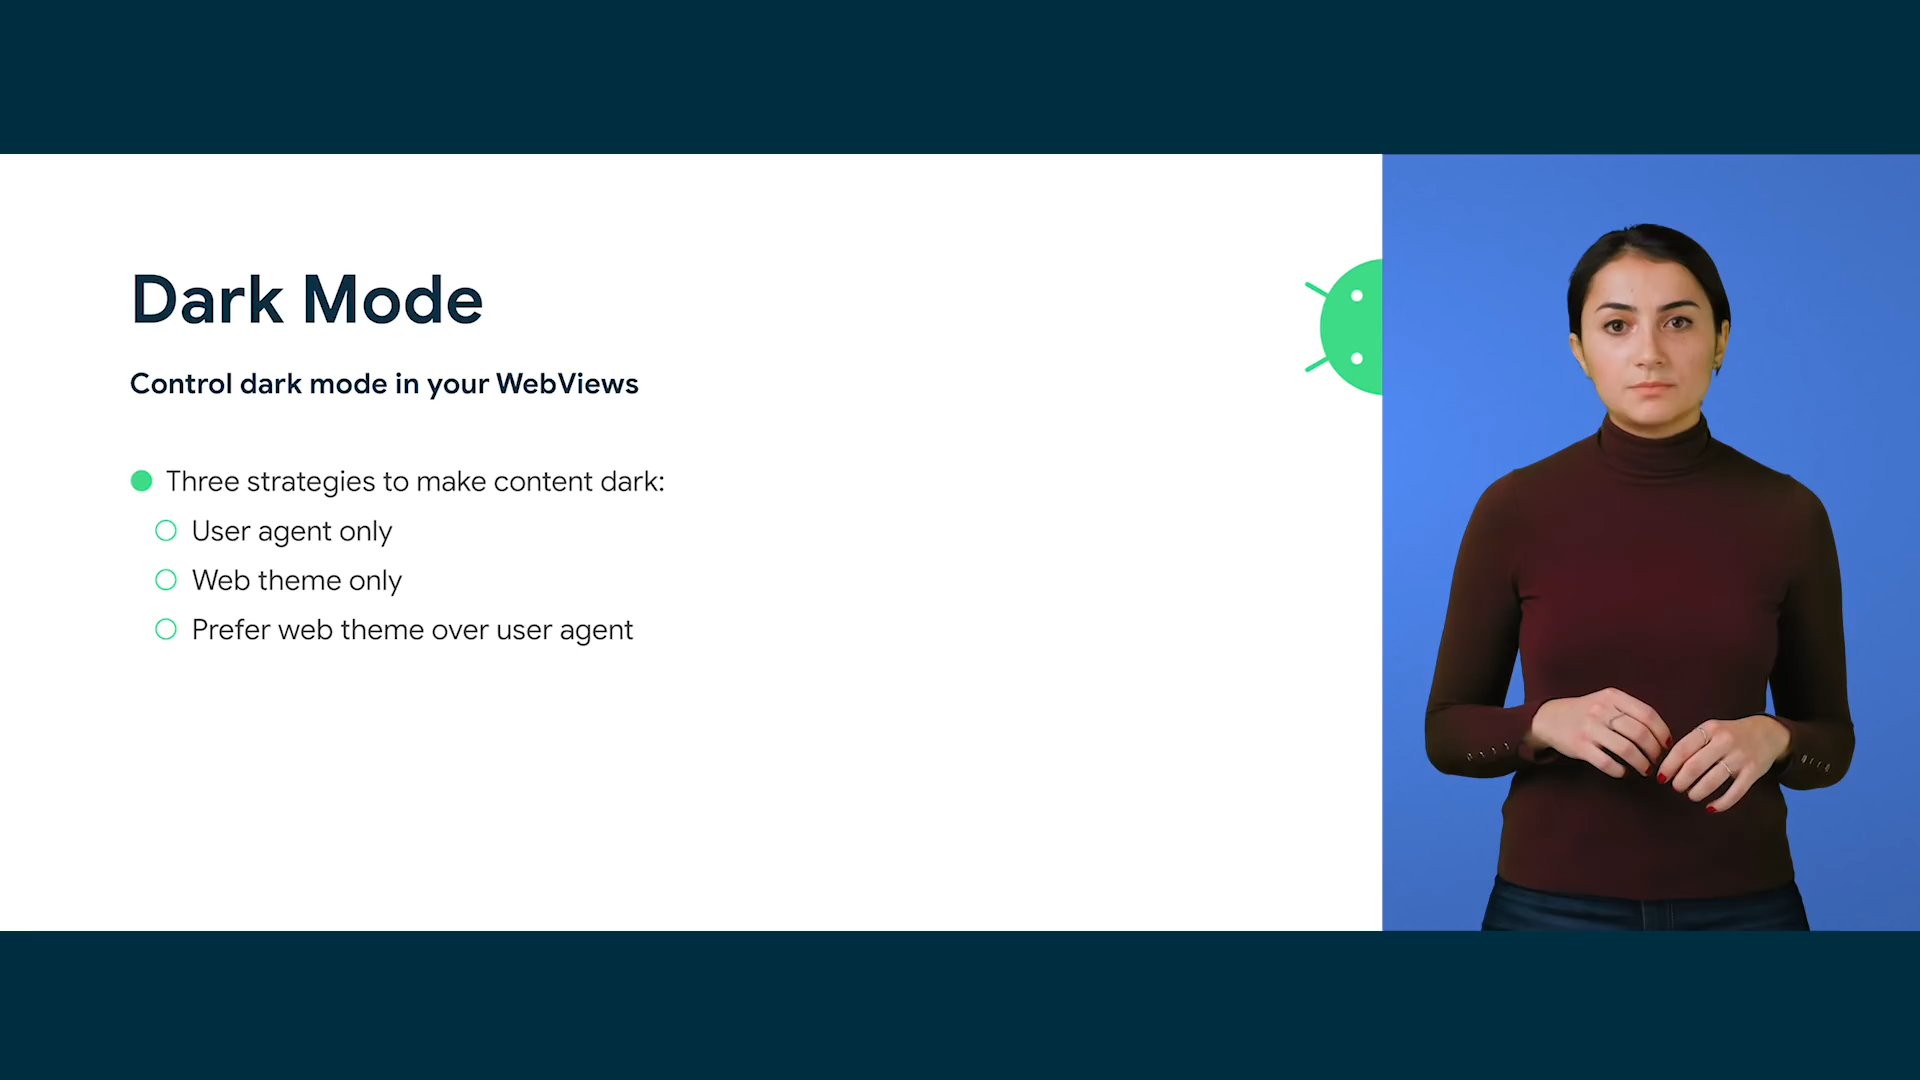 Dark Mode
Control dark mode in your WebViews
Three strategies to make content dark:
User agent only
Web theme only
Prefer web theme over user agent